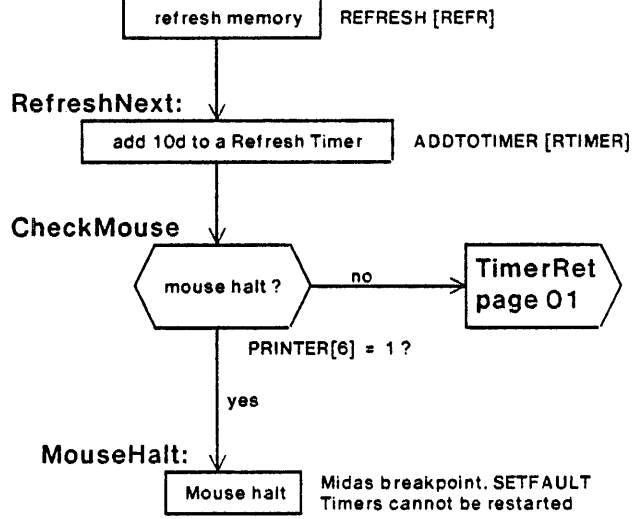 refresh memory
REFRESH [REFR]
RefreshNext:
add 10d to a Refresh Timer
ADDTOTIMER [RTIMER]
CheckMouse
mouse halt ?
no
TimerRet
page 01
PRINTER[6] = 1 ?
yes
MouseHalt:
Mouse halt
Midas breakpoint. SETFAULT
Timers cannot be restarted